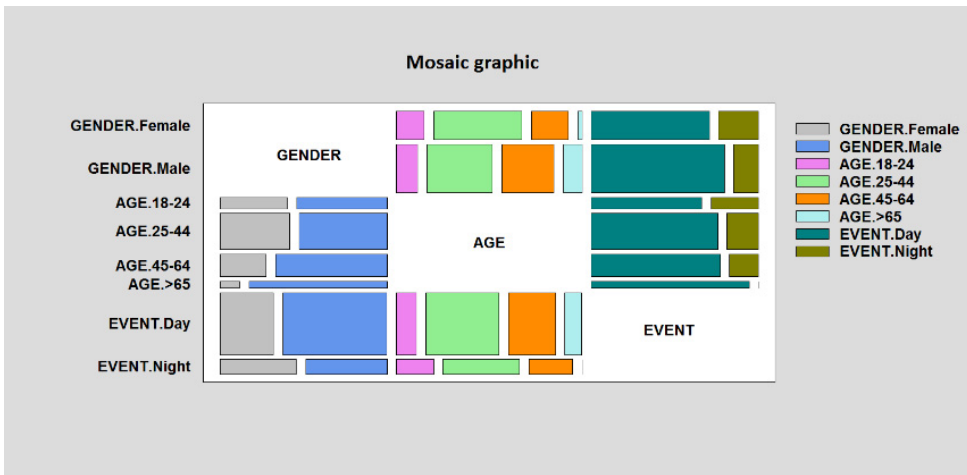 Mosaic graphic
GENDER.Female
GENDER.Male
AGE.18-24
AGE.25-44
AGE.45-64
AGE.>65
EVENT.Day
EVENT.Night
GENDER
AGE
EVENT
GENDER.Female
GENDER.Male
AGE.18-24
AGE.25-44
AGE.45-64
AGE.>65
EVENT.Day
EVENT.Night